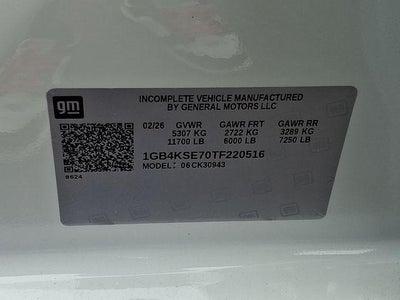 gm
INCOMPLETE VEHICLE MANUFACTURED
BY GENERAL MOTORS LLC
02/26 GVWR GAWR FRT GAWR RR
5307 KG 2722 KG 3289 KG
11700 LB 6000 LB 7250 LB
1GB4KSE70TF220516
MODEL: 06CK30943
8624